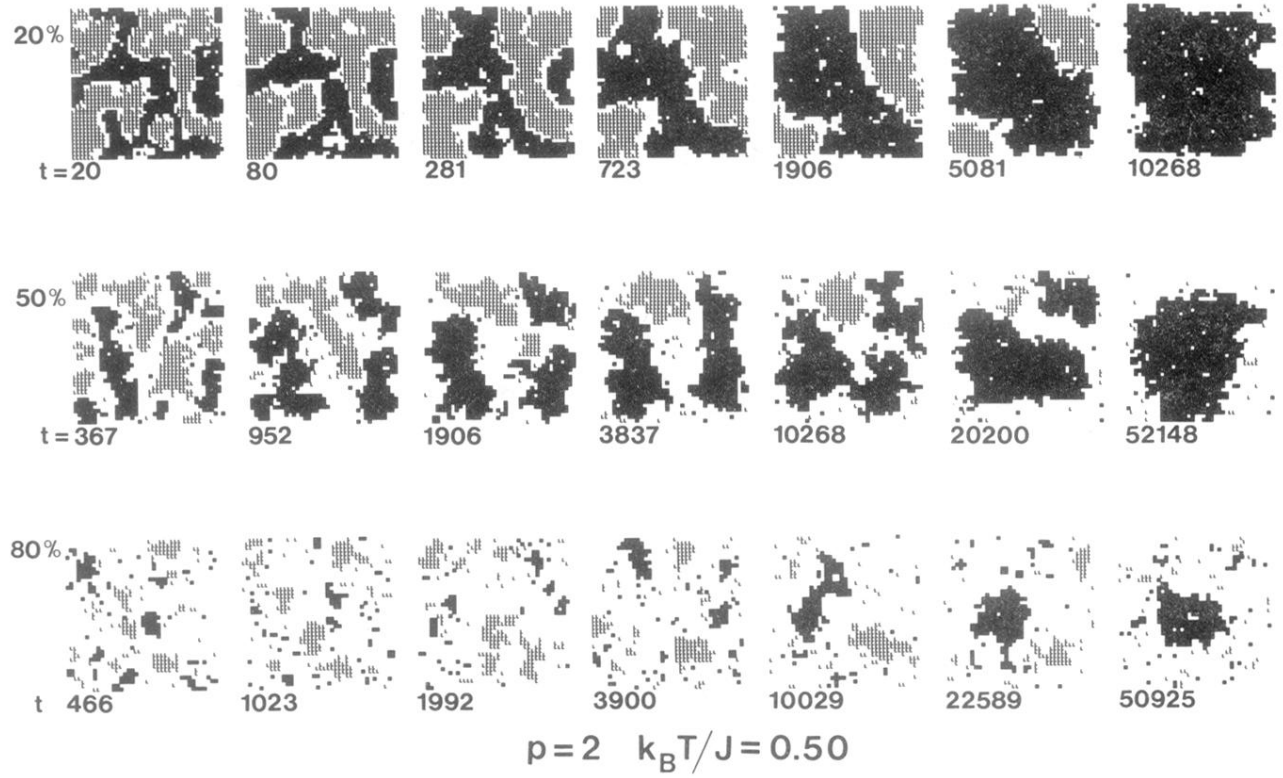 20%
t = 20 80 281 723 1906 5081 10268
50%
t = 367 952 1906 3837 10268 20200 52148
80%
t 466 1023 1992 3900 10029 22589 50925
p = 2 kBT/J = 0.50